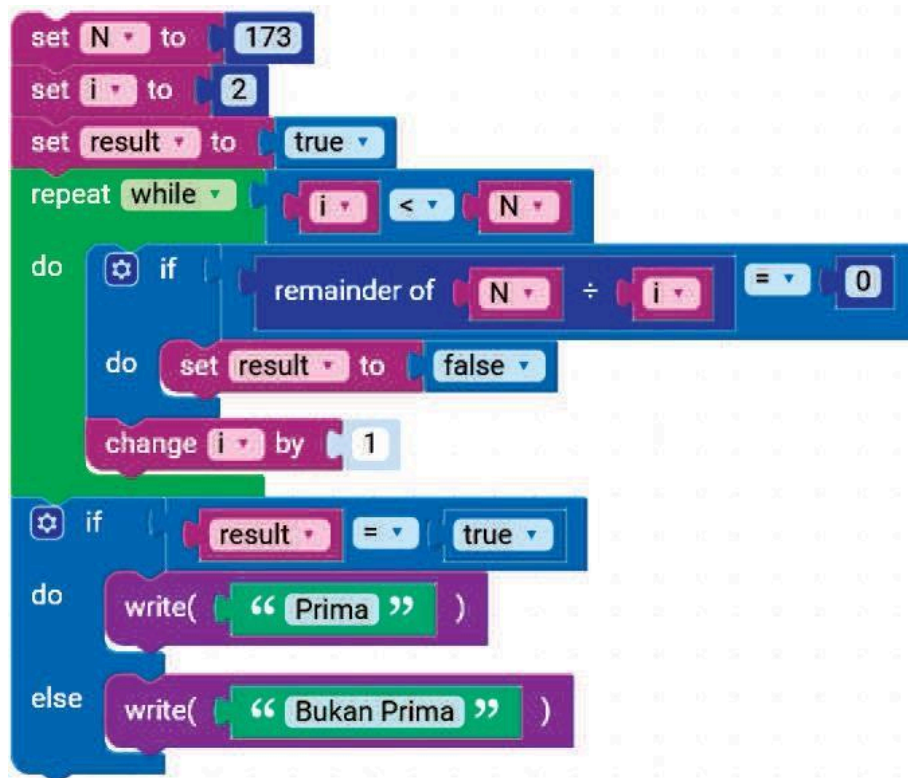 set N to 173
set i to 2
set result to true
repeat while i < N
do if remainder of N ÷ i = 0
do set result to false
change i by 1
if result = true
do write( “ Prima ” )
else write( “ Bukan Prima ” )